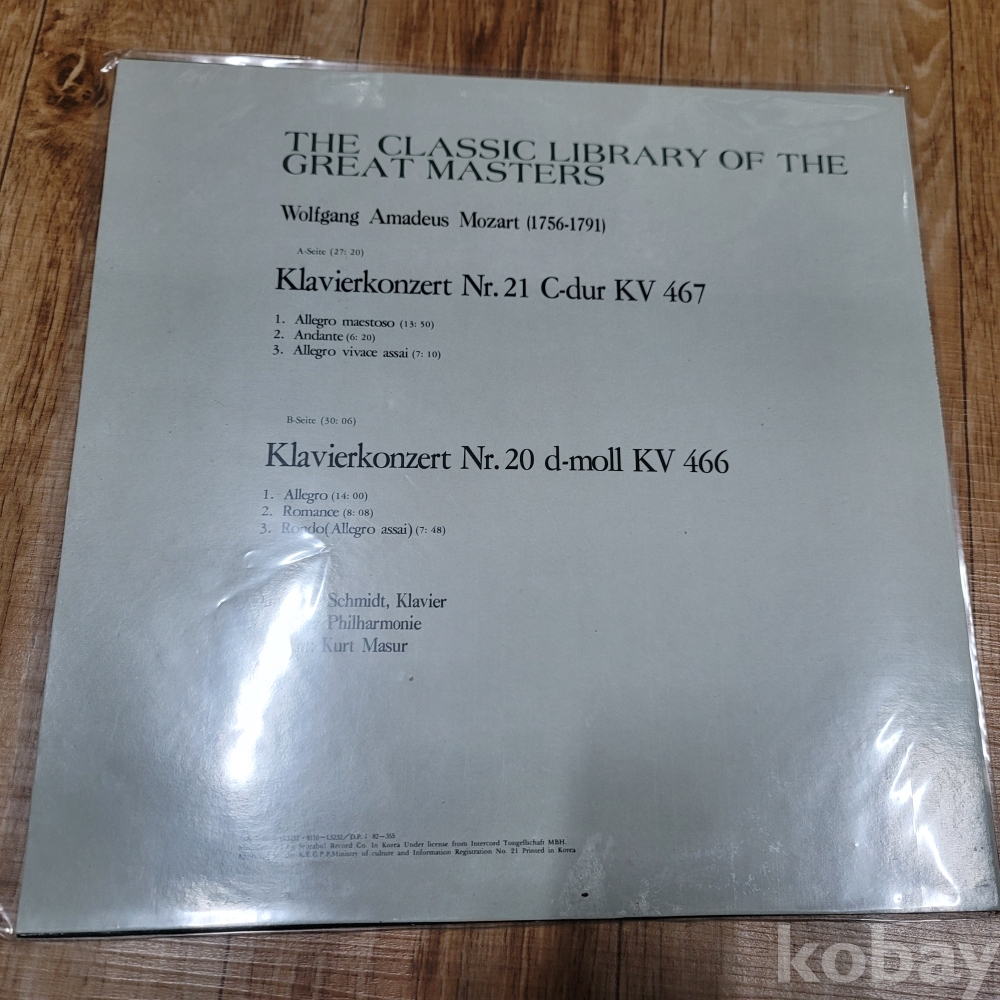 THE CLASSIC LIBRARY OF THE
GREAT MASTERS
Wolfgang Amadeus Mozart (1756-1791)
A-Seite (27: 20)
Klavierkonzert Nr. 21 C-dur KV 467
1. Allegro maestoso (13: 50)
2. Andante (6: 20)
3. Allegro vivace assai (7: 10)
B-Seite (30: 06)
Klavierkonzert Nr. 20 d-moll KV 466
1. Allegro (14: 00)
2. Romance (8: 08)
3. Rondo(Allegro assai) (7: 48)
Schmidt, Klavier
Philharmonie
Kurt Masur
D.P. : 82-355
Record Co. In Korea Under license from Intercord Tongellschaft MBH.
Ministry of culture and Information Registration No. 21 Printed in Korea
kobay